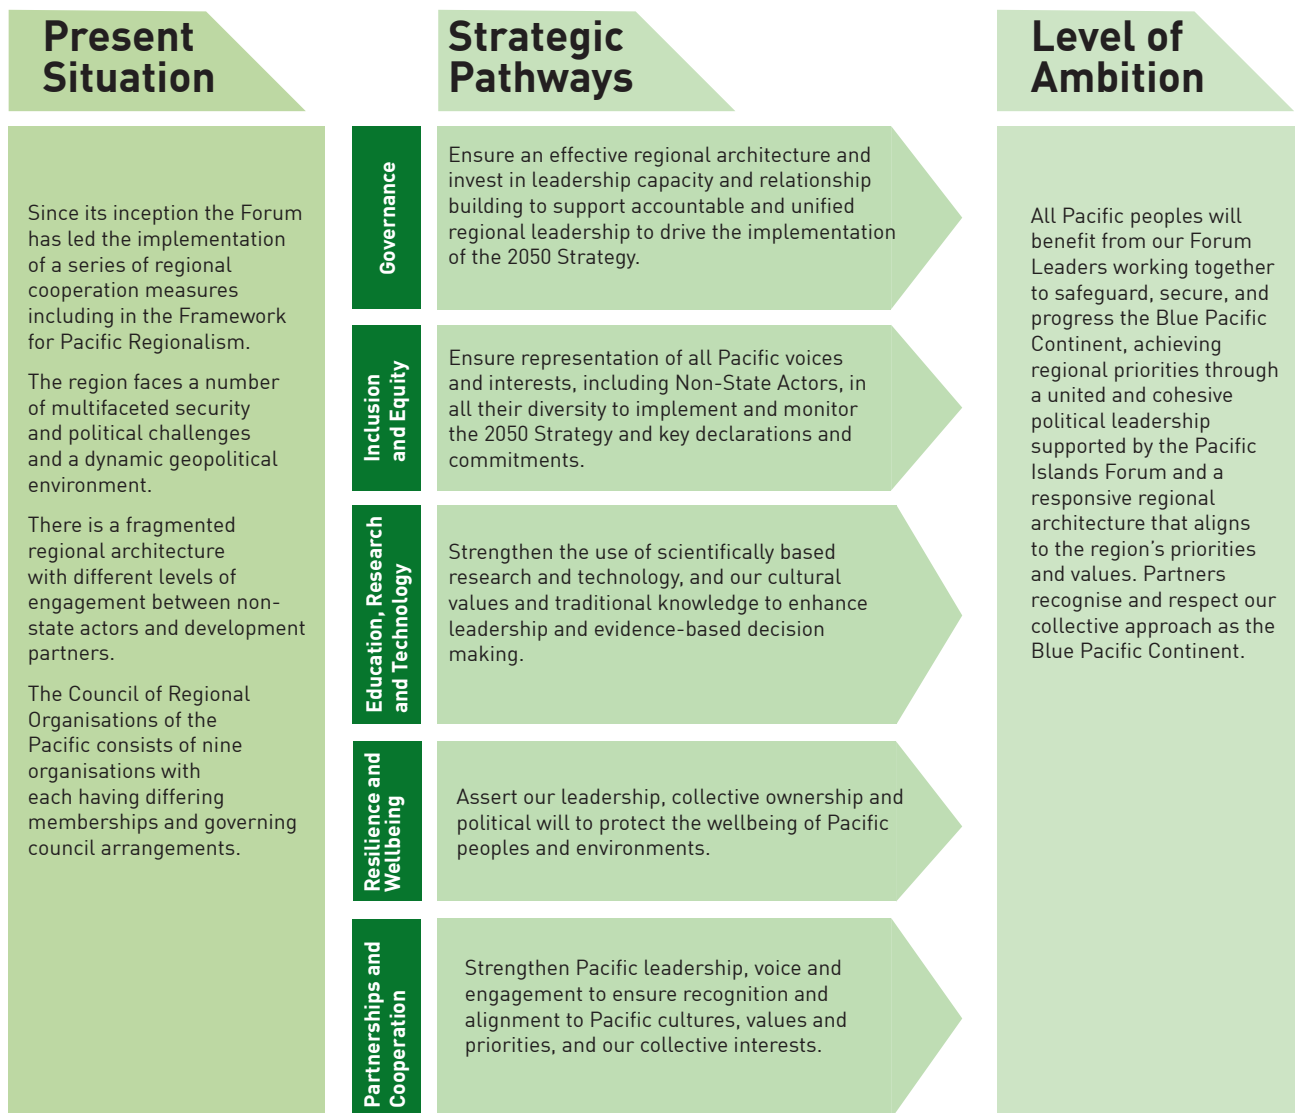 Present
Situation
Since its inception the Forum
has led the implementation
of a series of regional
cooperation measures
including in the Framework
for Pacific Regionalism.
The region faces a number
of multifaceted security
and political challenges
and a dynamic geopolitical
environment.
There is a fragmented
regional architecture
with different levels of
engagement between non-
state actors and development
partners.
The Council of Regional
Organisations of the
Pacific consists of nine
organisations with
each having differing
memberships and governing
council arrangements.
Strategic
Pathways
Governance
Ensure an effective regional architecture and
invest in leadership capacity and relationship
building to support accountable and unified
regional leadership to drive the implementation
of the 2050 Strategy.
Inclusion
and Equity
Ensure representation of all Pacific voices
and interests, including Non-State Actors, in
all their diversity to implement and monitor
the 2050 Strategy and key declarations and
commitments.
Education, Research
and Technology
Strengthen the use of scientifically based
research and technology, and our cultural
values and traditional knowledge to enhance
leadership and evidence-based decision
making.
Resilience and
Wellbeing
Assert our leadership, collective ownership and
political will to protect the wellbeing of Pacific
peoples and environments.
Partnerships and
Cooperation
Strengthen Pacific leadership, voice and
engagement to ensure recognition and
alignment to Pacific cultures, values and
priorities, and our collective interests.
Level of
Ambition
All Pacific peoples will
benefit from our Forum
Leaders working together
to safeguard, secure, and
progress the Blue Pacific
Continent, achieving
regional priorities through
a united and cohesive
political leadership
supported by the Pacific
Islands Forum and a
responsive regional
architecture that aligns
to the region's priorities
and values. Partners
recognise and respect our
collective approach as the
Blue Pacific Continent.